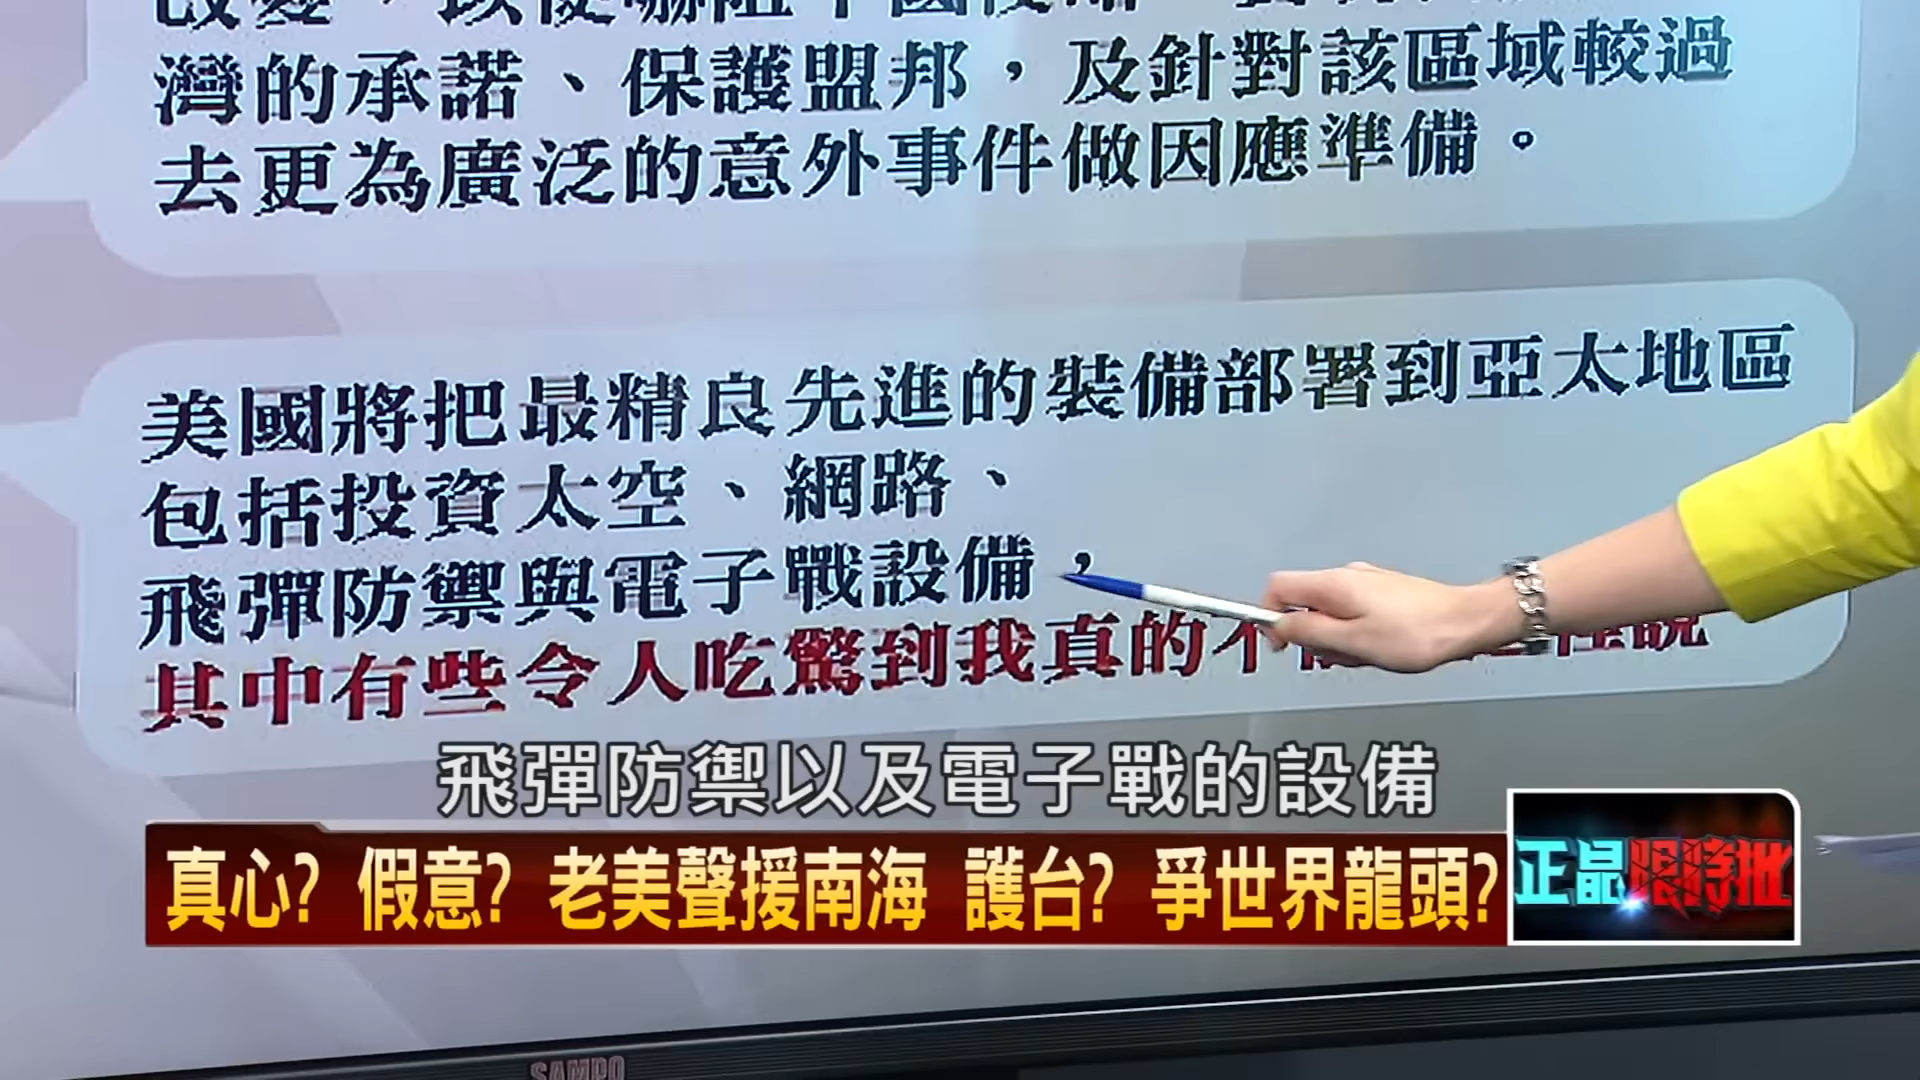 灣的承諾、保護盟邦，及針對該區域較過
去更為廣泛的意外事件做因應準備。
美國將把最精良先進的裝備部署到亞太地區
包括投資太空、網路、
飛彈防禦與電子戰設備，
其中有些令人吃驚到我真的不
飛彈防禦以及電子戰的設備
真心? 假意? 老美聲援南海 護台? 爭世界龍頭?
正晶限時批
SAMPO